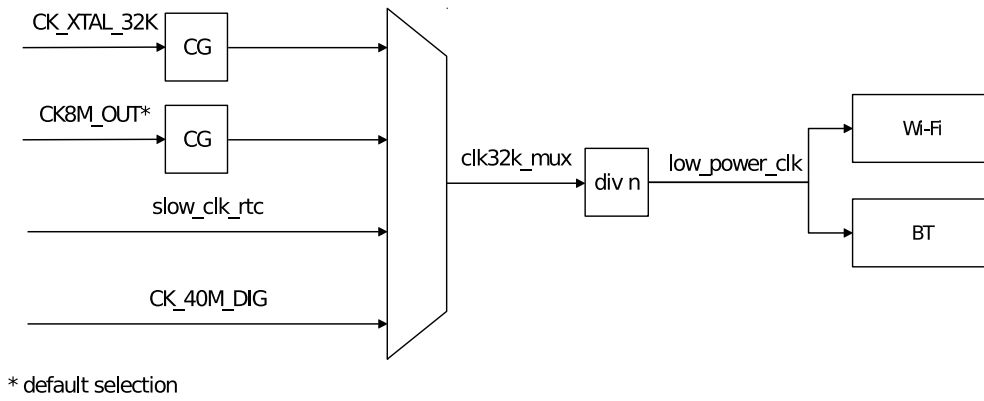 CK_XTAL_32K
CG
CK8M_OUT*
CG
slow_clk_rtc
CK_40M_DIG
clk32k_mux
div n
low_power_clk
Wi-Fi
BT
* default selection